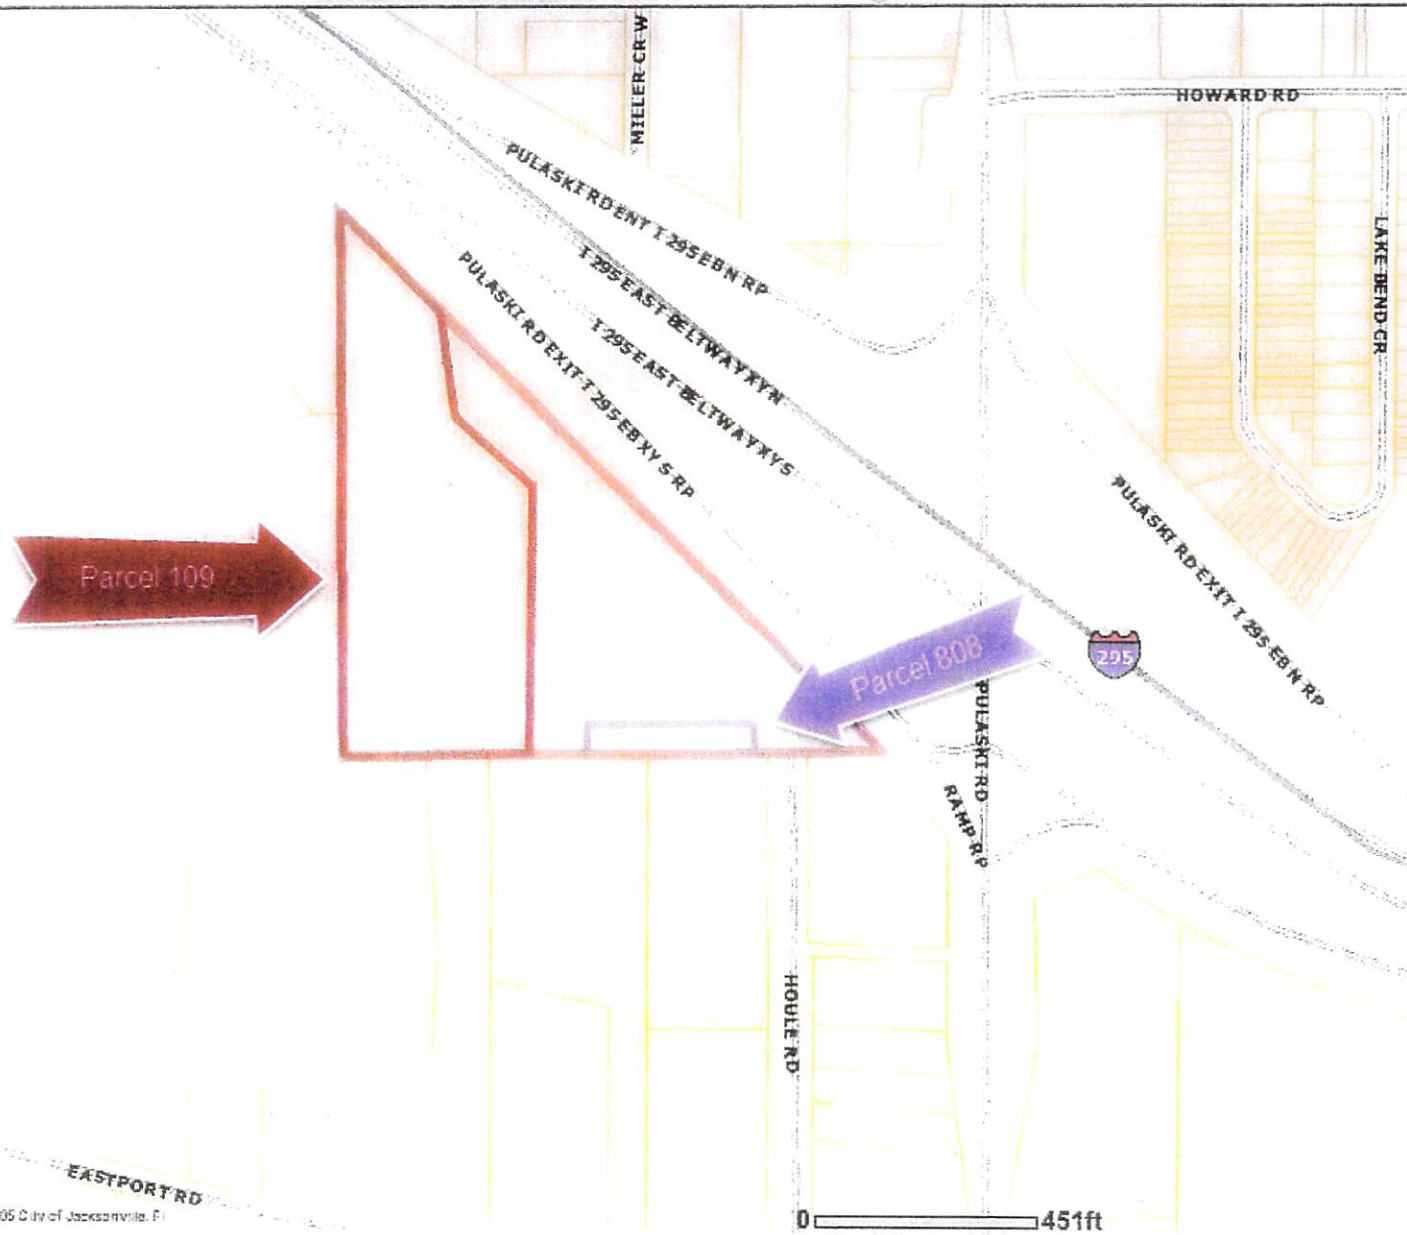 MILLER CR W
HOWARD RD
PULASKI RD ENT I 295 EB N RP
LAKE BEND CR
I 295 EAST BELTWAY XY N
PULASKI RD EXIT I 295 EB XY S RP
I 295 EAST BELTWAY XY S
PULASKI RD EXIT I 295 EB N RP
Parcel 109
Parcel 808
295
PULASKI RD
RAMP RP
HOULE RD
EASTPORT RD
05 City of Jacksonville, Fl
0 451ft